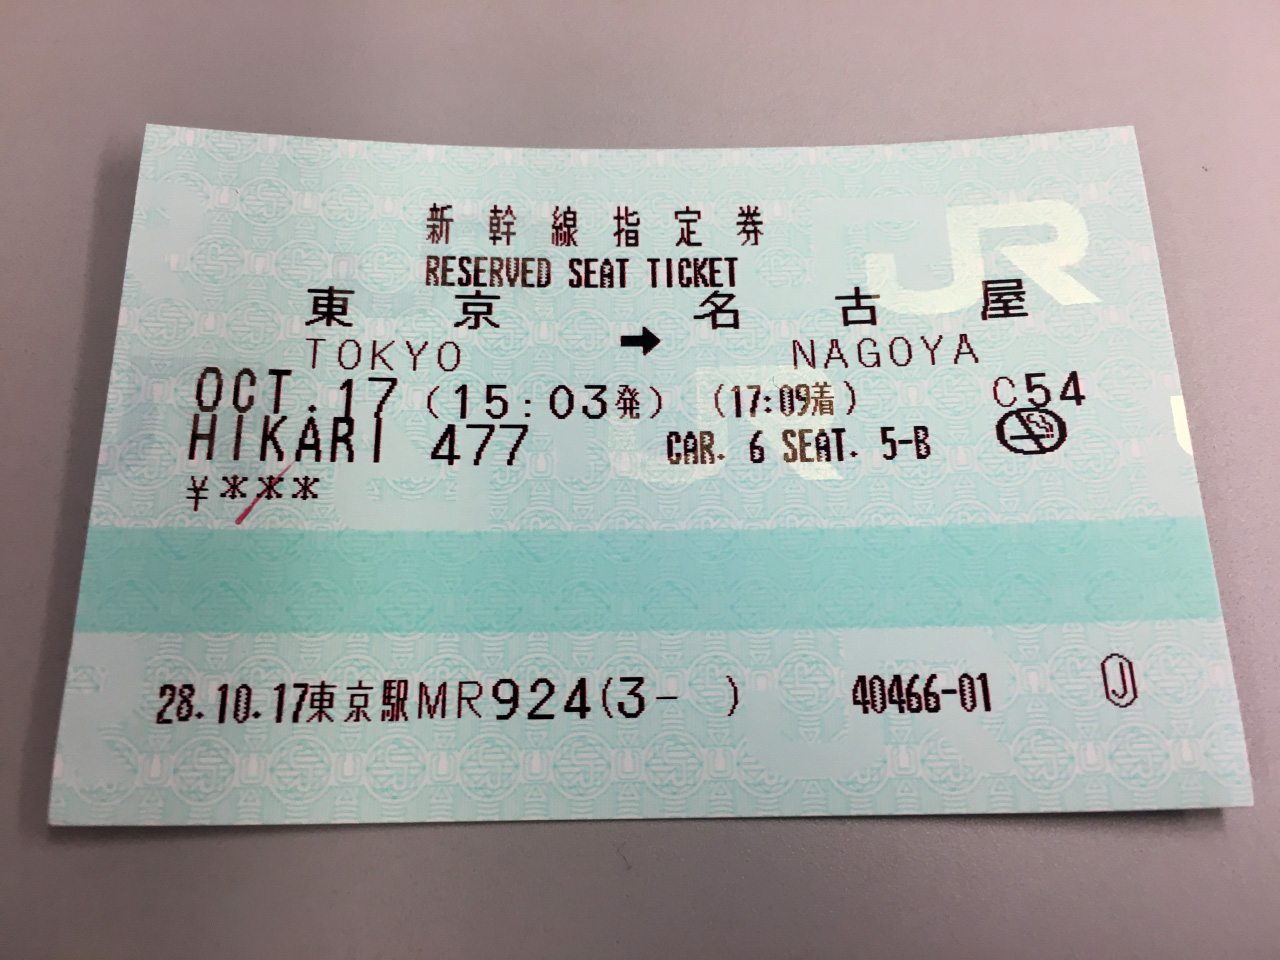 新幹線指定券
RESERVED SEAT TICKET
東京 → 名古屋
TOKYO NAGOYA
OCT.17 (15:03発) (17:09着) C54
HIKARI 477 CAR. 6 SEAT. 5-B
¥***
28.10.17東京駅MR924(3- ) 40466-01 J
JR